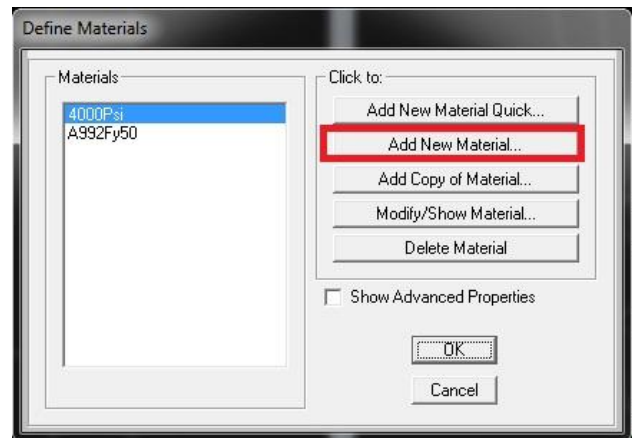 Define Materials
Materials
4000Psi
A992Fy50
Click to:
Add New Material Quick...
Add New Material...
Add Copy of Material...
Modify/Show Material...
Delete Material
Show Advanced Properties
OK
Cancel